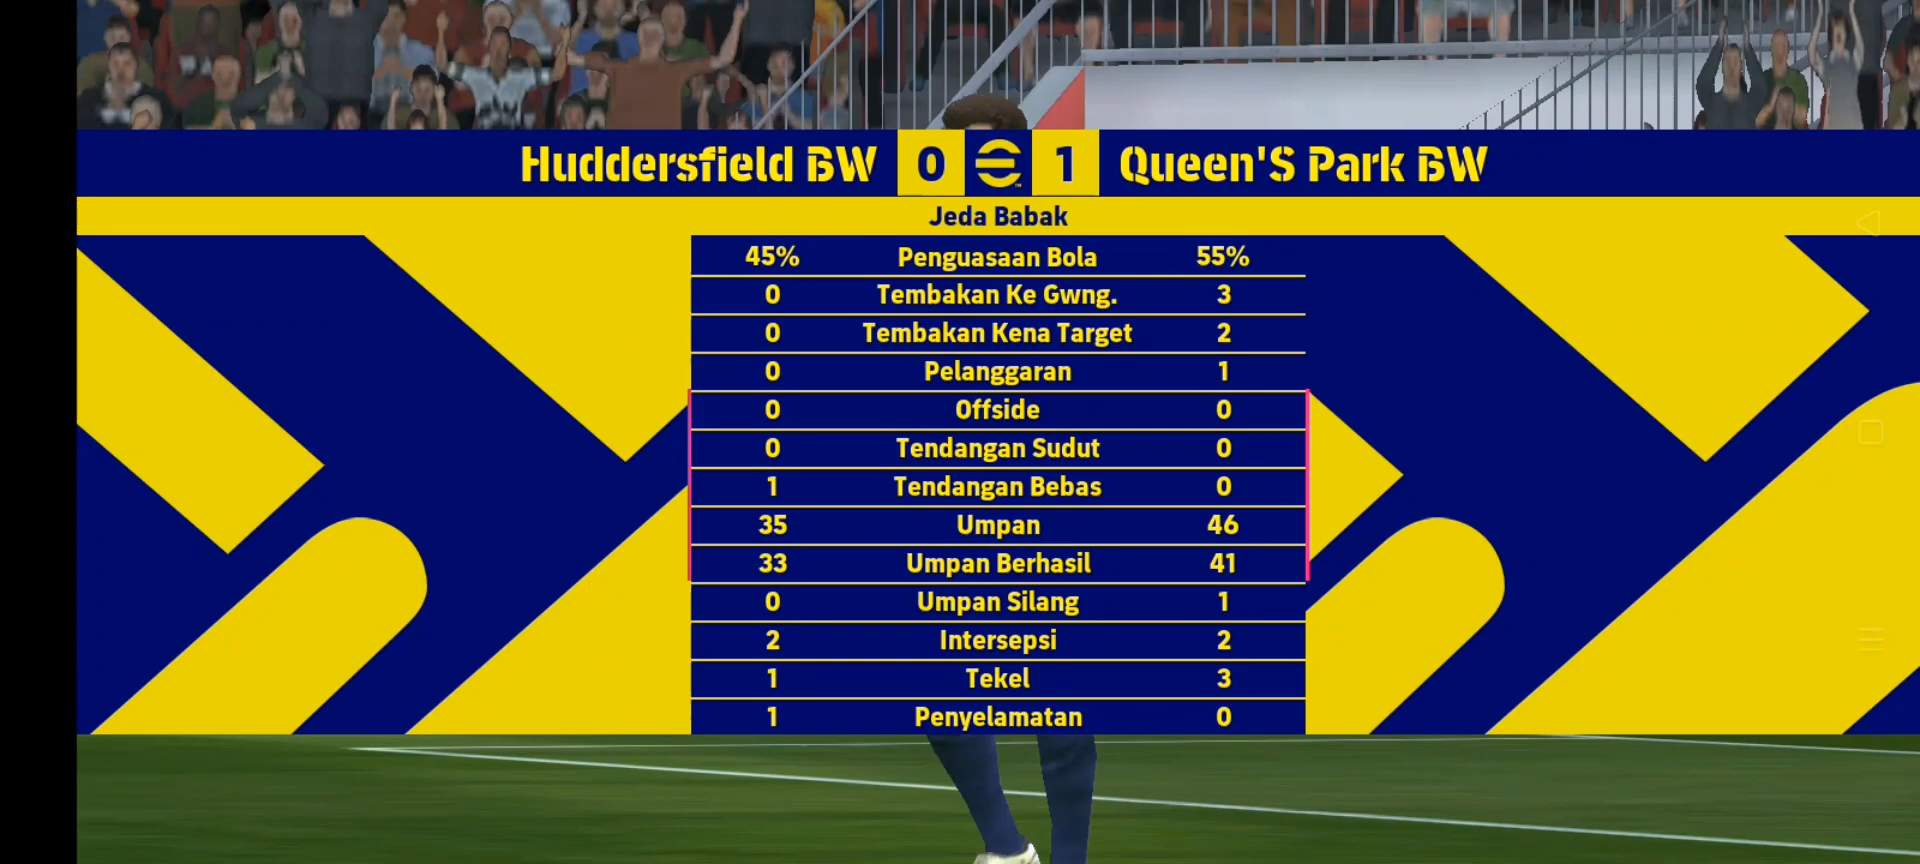 Huddersfield BW 0 1 Queen'S Park BW
Jeda Babak
45% Penguasaan Bola 55%
0 Tembakan Ke Gwng. 3
0 Tembakan Kena Target 2
0 Pelanggaran 1
0 Offside 0
0 Tendangan Sudut 0
1 Tendangan Bebas 0
35 Umpan 46
33 Umpan Berhasil 41
0 Umpan Silang 1
2 Intersepsi 2
1 Tekel 3
1 Penyelamatan 0